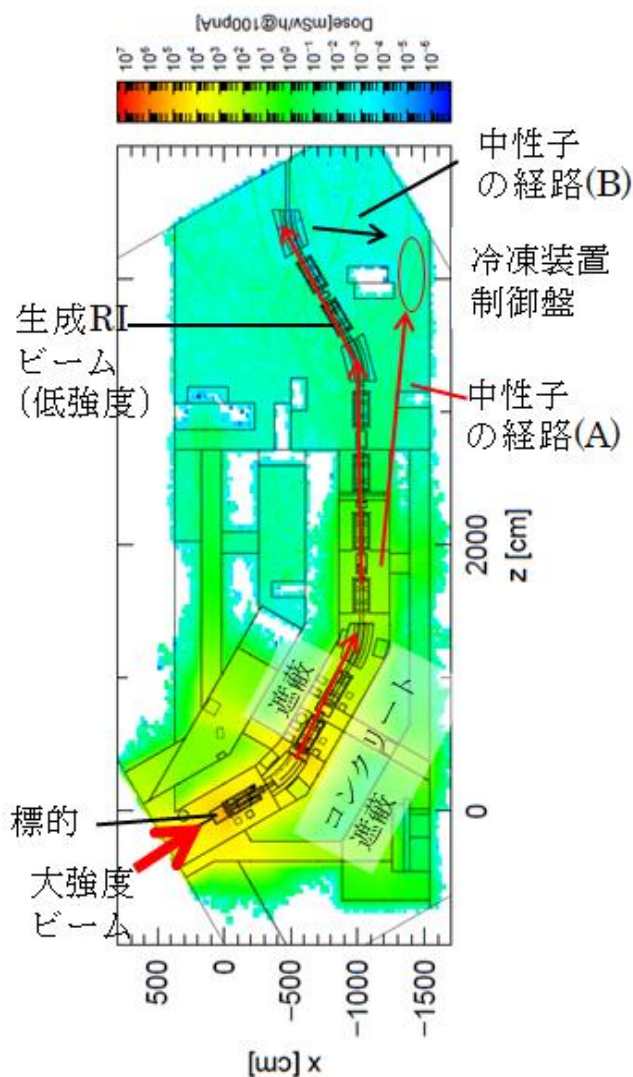 Dose[mSv/h@100pnA]
10⁷
10⁶
10⁵
10⁴
10³
10²
10¹
10⁰
10⁻¹
10⁻²
10⁻³
10⁻⁴
10⁻⁵
10⁻⁶
中性子
の経路(B)
冷凍装置
制御盤
生成RI
ビーム
(低強度)
中性子
の経路(A)
2000
z [cm]
遮蔽
コンクリート
遮蔽
0
標的
大強度
ビーム
500
0
−500
−1000
−1500
x [cm]